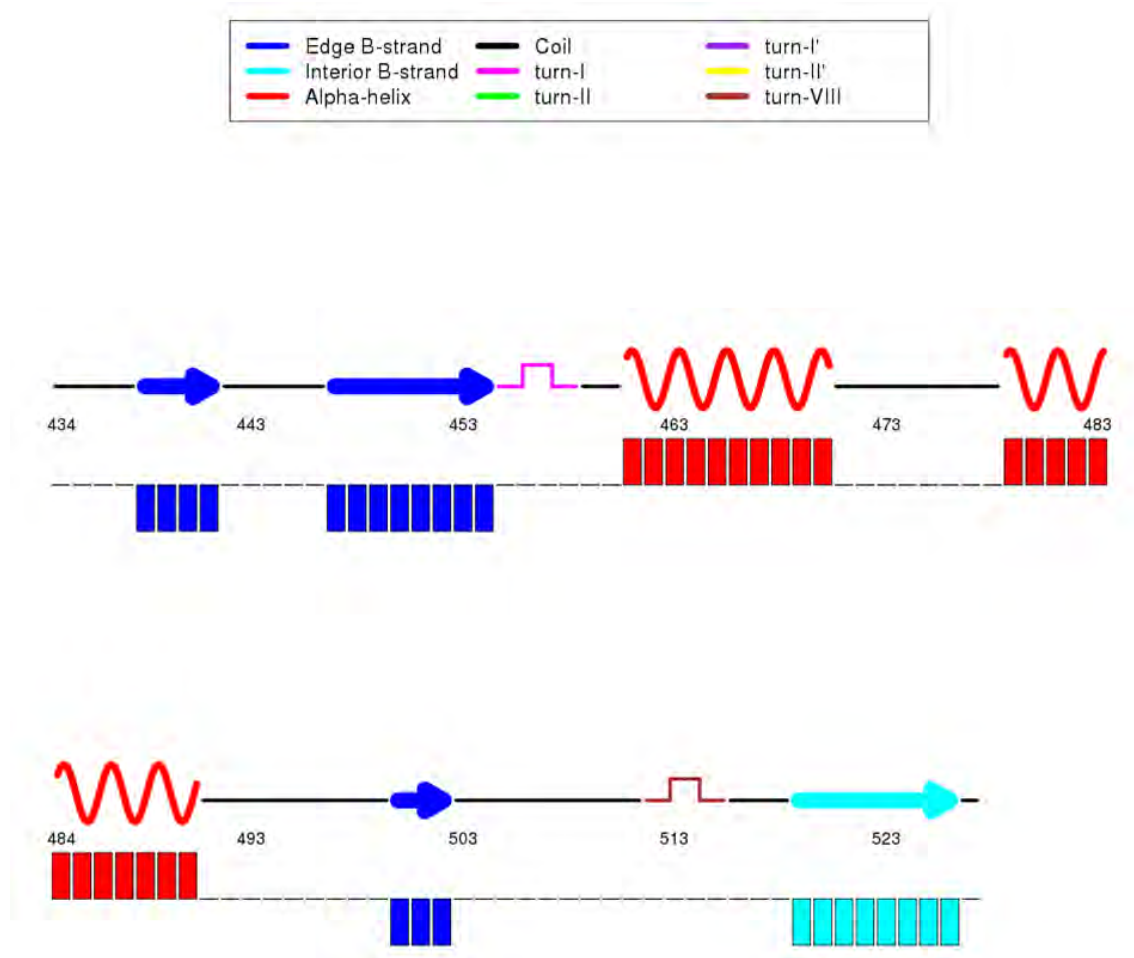 Edge B-strand Coil turn-I'
Interior B-strand turn-I turn-II'
Alpha-helix turn-II turn-VIII
434 443 453 463 473 483
484 493 503 513 523